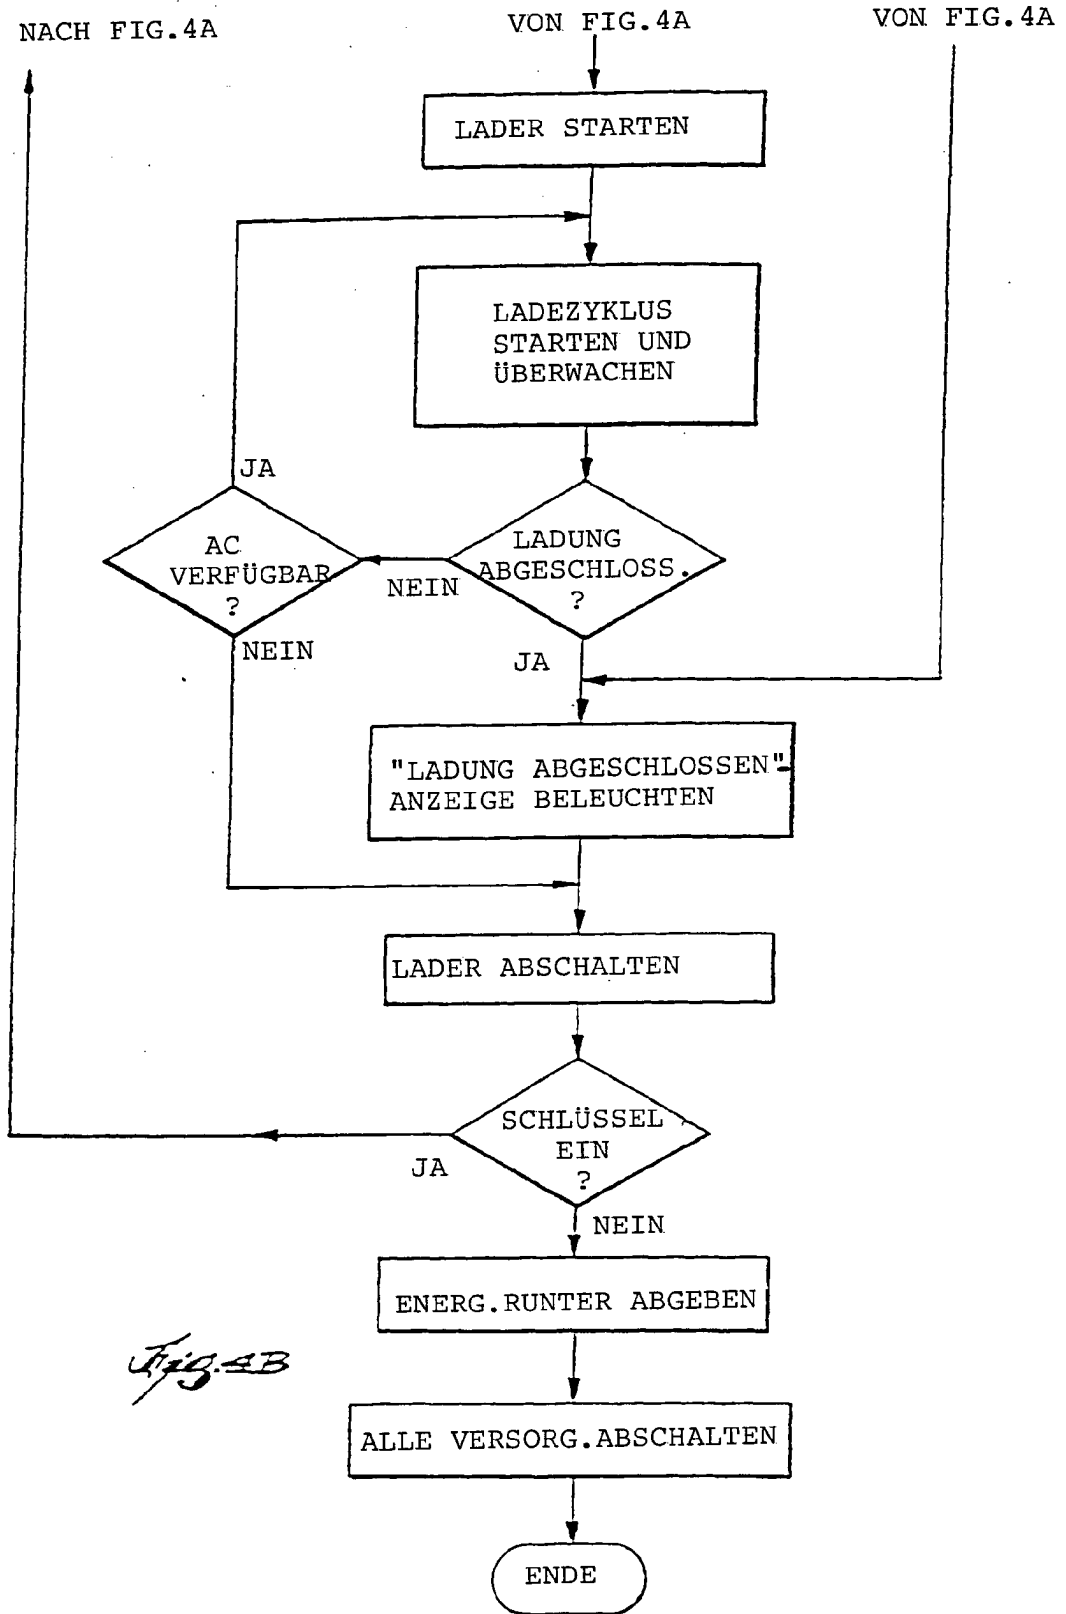 NACH FIG.4A
VON FIG.4A
VON FIG.4A
LADER STARTEN
LADEZYKLUS
STARTEN UND
ÜBERWACHEN
JA
AC
VERFÜGBAR
?
NEIN
LADUNG
ABGESCHLOSS.
?
NEIN
JA
"LADUNG ABGESCHLOSSEN"-
ANZEIGE BELEUCHTEN
LADER ABSCHALTEN
SCHLÜSSEL
EIN
?
JA
NEIN
ENERG.RUNTER ABGEBEN
Fig.4B
ALLE VERSORG.ABSCHALTEN
ENDE